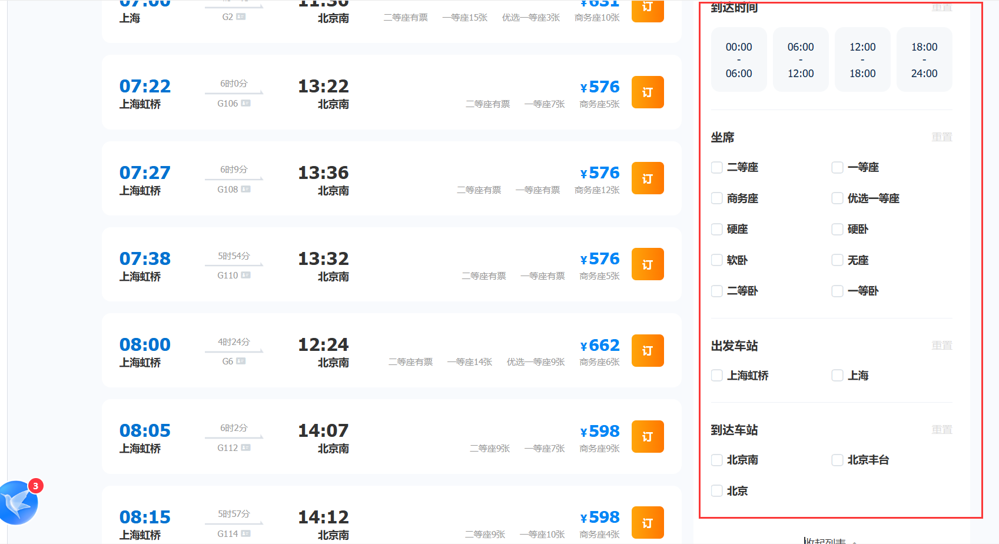 07:00
11:36
¥631
订
上海
G2
北京南
二等座有票 一等座15张 优选一等座3张 商务座10张
07:22
6时0分
13:22
¥576
订
上海虹桥
G106
北京南
二等座有票 一等座7张 商务座5张
07:27
6时9分
13:36
¥576
订
上海虹桥
G108
北京南
二等座有票 一等座有票 商务座12张
07:38
5时54分
13:32
¥576
订
上海虹桥
G110
北京南
二等座有票 一等座有票 商务座5张
08:00
4时24分
12:24
¥662
订
上海虹桥
G6
北京南
二等座有票 一等座14张 优选一等座9张 商务座6张
08:05
6时2分
14:07
¥598
订
上海虹桥
G112
北京南
二等座9张 一等座7张 商务座9张
08:15
5时57分
14:12
¥598
订
上海虹桥
G114
北京南
二等座9张 一等座10张 商务座4张
3
到达时间 重置
00:00 - 06:00
06:00 - 12:00
12:00 - 18:00
18:00 - 24:00
坐席 重置
二等座 一等座
商务座 优选一等座
硬座 硬卧
软卧 无座
二等卧 一等卧
出发车站 重置
上海虹桥 上海
到达车站 重置
北京南 北京丰台
北京
收起列表